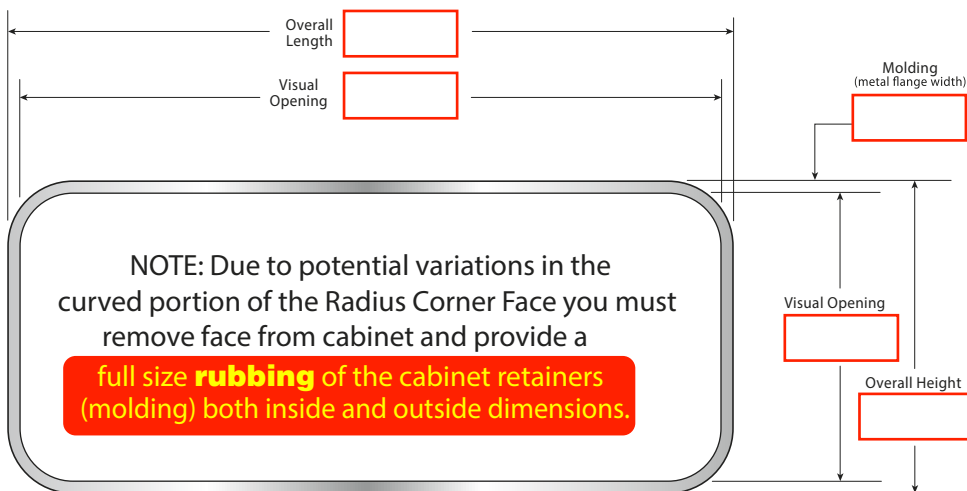 Overall
Length
Visual
Opening
Molding
(metal flange width)
NOTE: Due to potential variations in the
curved portion of the Radius Corner Face you must
remove face from cabinet and provide a
full size rubbing of the cabinet retainers
(molding) both inside and outside dimensions.
Visual Opening
Overall Height